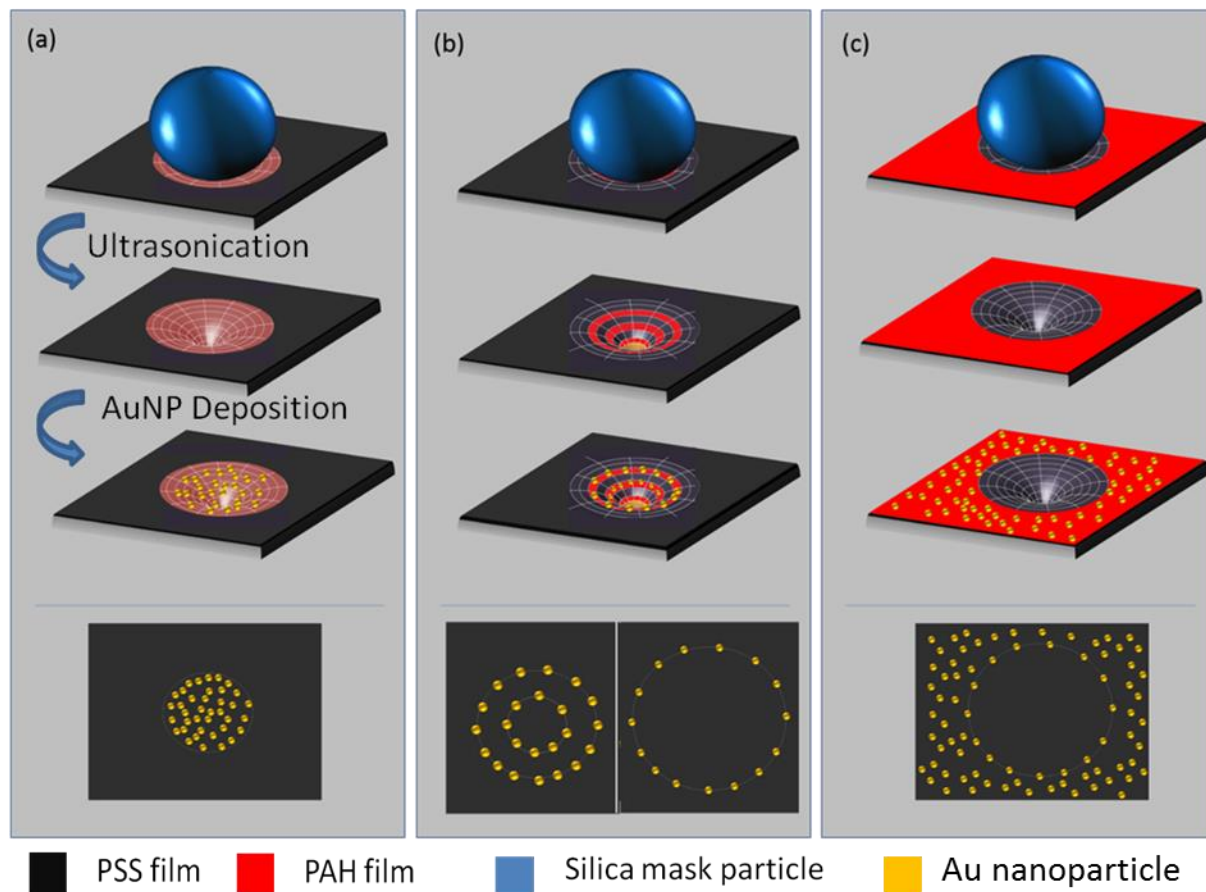 (a)
(b)
(c)
Ultrasonication
AuNP Deposition
PSS film
PAH film
Silica mask particle
Au nanoparticle